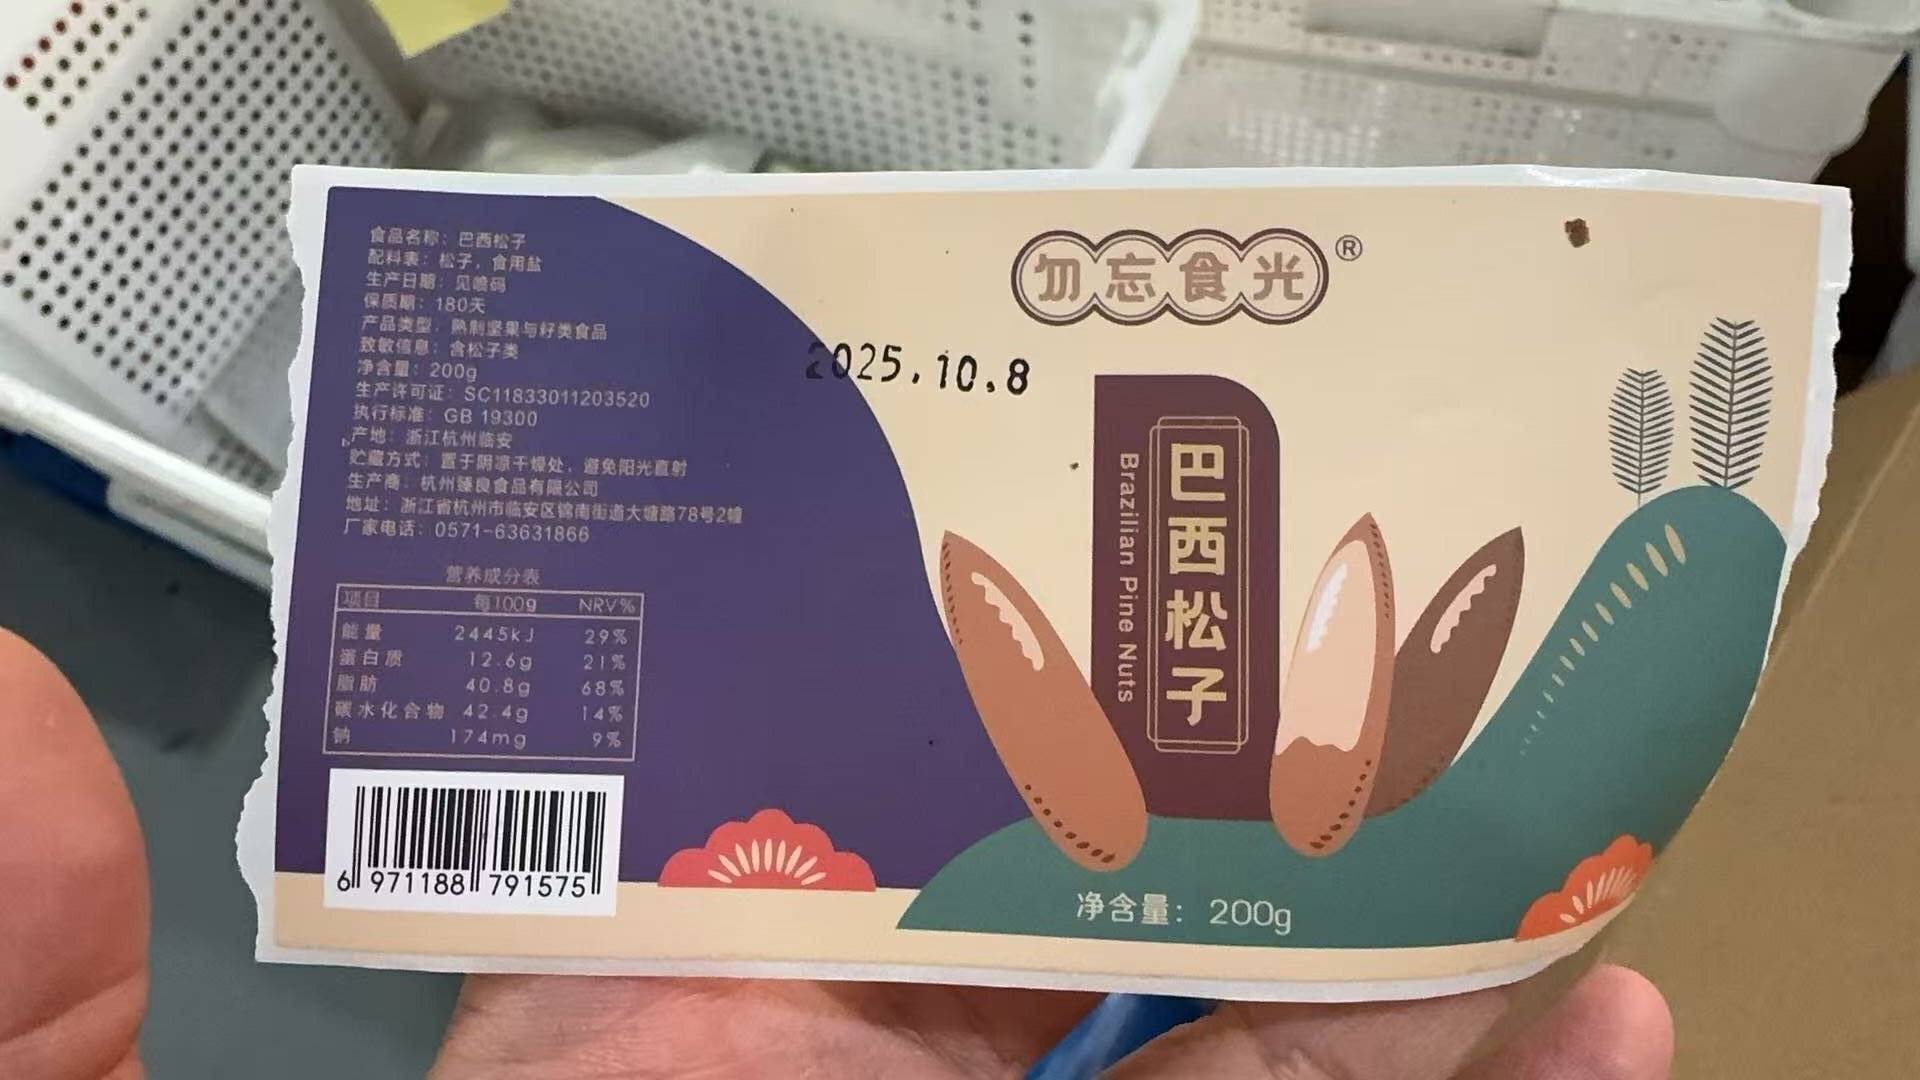 食品名称：巴西松子
配料表：松子，食用盐
生产日期：见喷码
保质期：180天
产品类型：熟制坚果与籽类食品
致敏信息：含松子类
净含量：200g
生产许可证：SC11833011203520
执行标准：GB 19300
产地：浙江杭州临安
贮藏方式：置于阴凉干燥处，避免阳光直射
生产商：杭州臻良食品有限公司
地址：浙江省杭州市临安区锦南街道大塘路78号2幢
厂家电话：0571-63631866
营养成分表
项目 每100g NRV%
能量 2445kJ 29%
蛋白质 12.6g 21%
脂肪 40.8g 68%
碳水化合物 42.4g 14%
钠 174mg 9%
6 971188 791575
2025.10.8
勿忘食光®
巴西松子
Brazilian Pine Nuts
净含量：200g